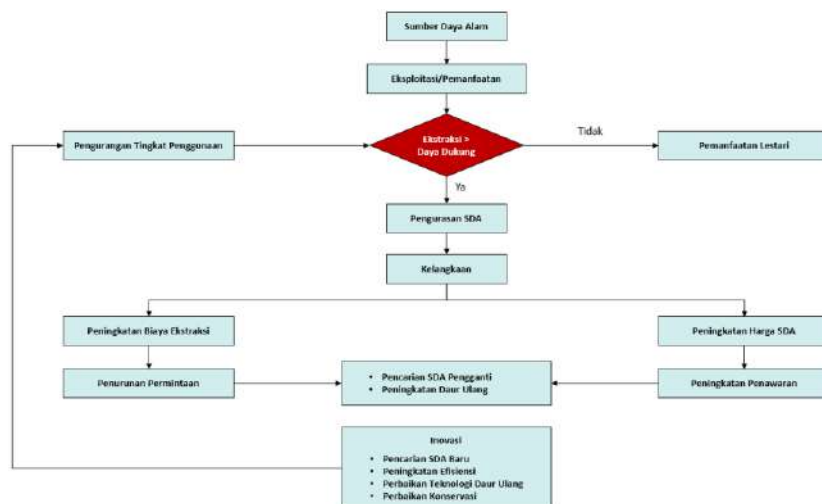 Sumber Daya Alam
Eksploitasi/Pemanfaatan
Pengurangan Tingkat Penggunaan
Ekstraksi >
Daya Dukung
Tidak
Pemanfaatan Lestari
Ya
Pengurasan SDA
Kelangkaan
Peningkatan Biaya Ekstraksi
Peningkatan Harga SDA
Penurunan Permintaan
• Pencarian SDA Pengganti
• Peningkatan Daur Ulang
Peningkatan Penawaran
Inovasi
• Pencarian SDA Baru
• Peningkatan Efisiensi
• Perbaikan Teknologi Daur Ulang
• Perbaikan Konservasi